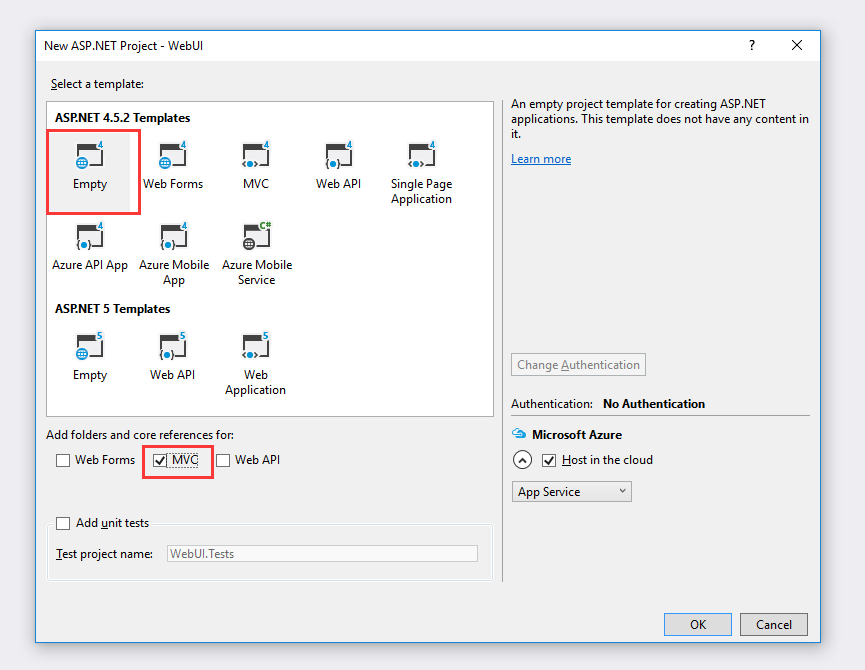 New ASP.NET Project - WebUI
?
Select a template:
ASP.NET 4.5.2 Templates
4 4 4 4 4
Empty Web Forms MVC Web API Single Page
Application
4 4 C#
Azure API App Azure Mobile Azure Mobile
App Service
ASP.NET 5 Templates
5 5 5
Empty Web API Web
Application
Add folders and core references for:
Web Forms MVC Web API
Add unit tests
Test project name: WebUI.Tests
An empty project template for creating ASP.NET
applications. This template does not have any content in
it.
Learn more
Change Authentication
Authentication: No Authentication
Microsoft Azure
Host in the cloud
App Service
OK Cancel